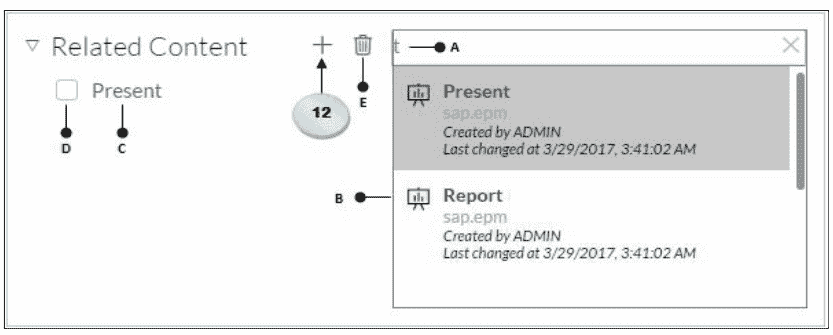 Related Content
t
A
Present
12
E
D
C
B
Present
sap.epm
Created by ADMIN
Last changed at 3/29/2017, 3:41:02 AM
Report
sap.epm
Created by ADMIN
Last changed at 3/29/2017, 3:41:02 AM